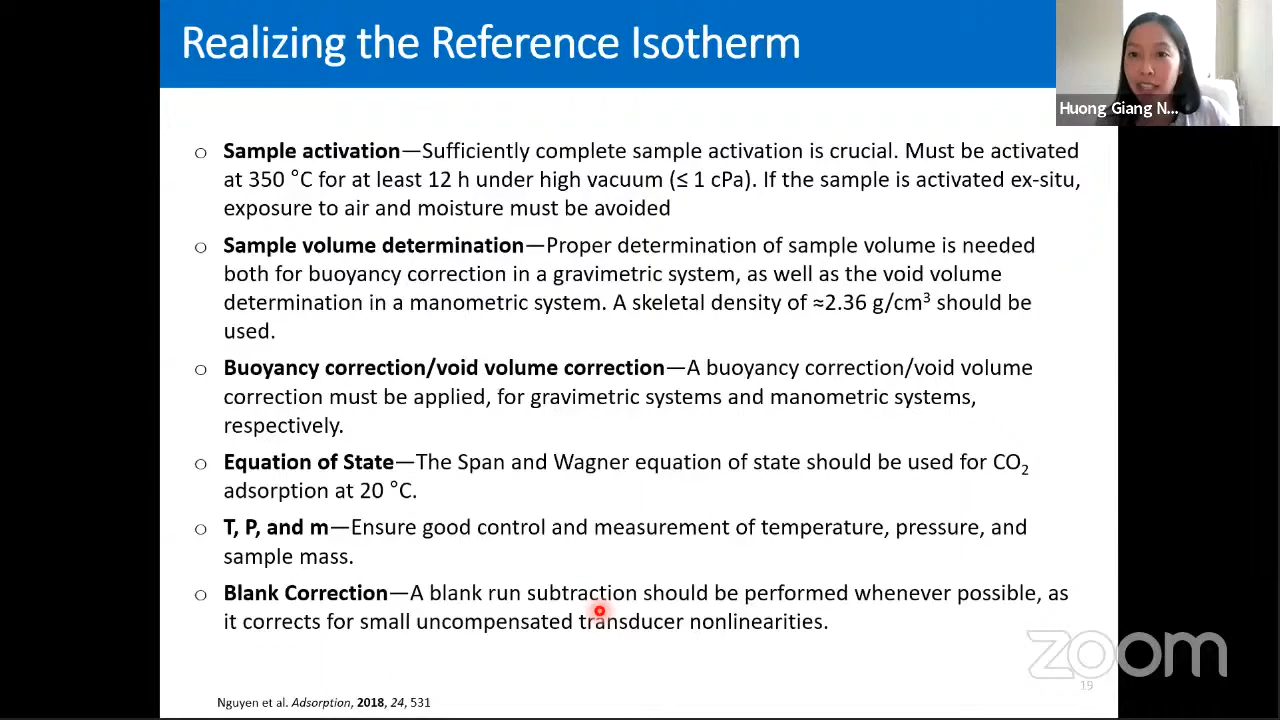 Realizing the Reference Isotherm
Huong Giang N...
○ Sample activation—Sufficiently complete sample activation is crucial. Must be activated
at 350 °C for at least 12 h under high vacuum (≤ 1 cPa). If the sample is activated ex-situ,
exposure to air and moisture must be avoided
○ Sample volume determination—Proper determination of sample volume is needed
both for buoyancy correction in a gravimetric system, as well as the void volume
determination in a manometric system. A skeletal density of ≈2.36 g/cm³ should be
used.
○ Buoyancy correction/void volume correction—A buoyancy correction/void volume
correction must be applied, for gravimetric systems and manometric systems,
respectively.
○ Equation of State—The Span and Wagner equation of state should be used for CO₂
adsorption at 20 °C.
○ T, P, and m—Ensure good control and measurement of temperature, pressure, and
sample mass.
○ Blank Correction—A blank run subtraction should be performed whenever possible, as
it corrects for small uncompensated transducer nonlinearities.
zoom
19
Nguyen et al. Adsorption, 2018, 24, 531